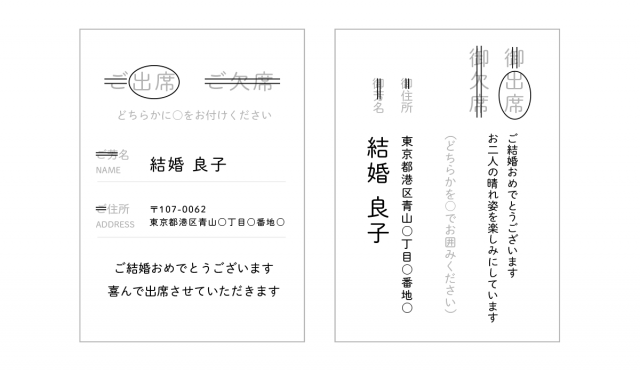 ご出席 ご欠席
どちらかに○をお付けください
ご芳名
NAME
結婚 良子
ご住所
ADDRESS
〒107-0062
東京都港区青山○丁目○番地○
ご結婚おめでとうございます
喜んで出席させていただきます
御出席
御欠席
ご結婚おめでとうございます
お二人の晴れ姿を楽しみにしています
(どちらかを○でお囲みください)
御住所
東京都港区青山○丁目○番地○
御芳名
結婚 良子